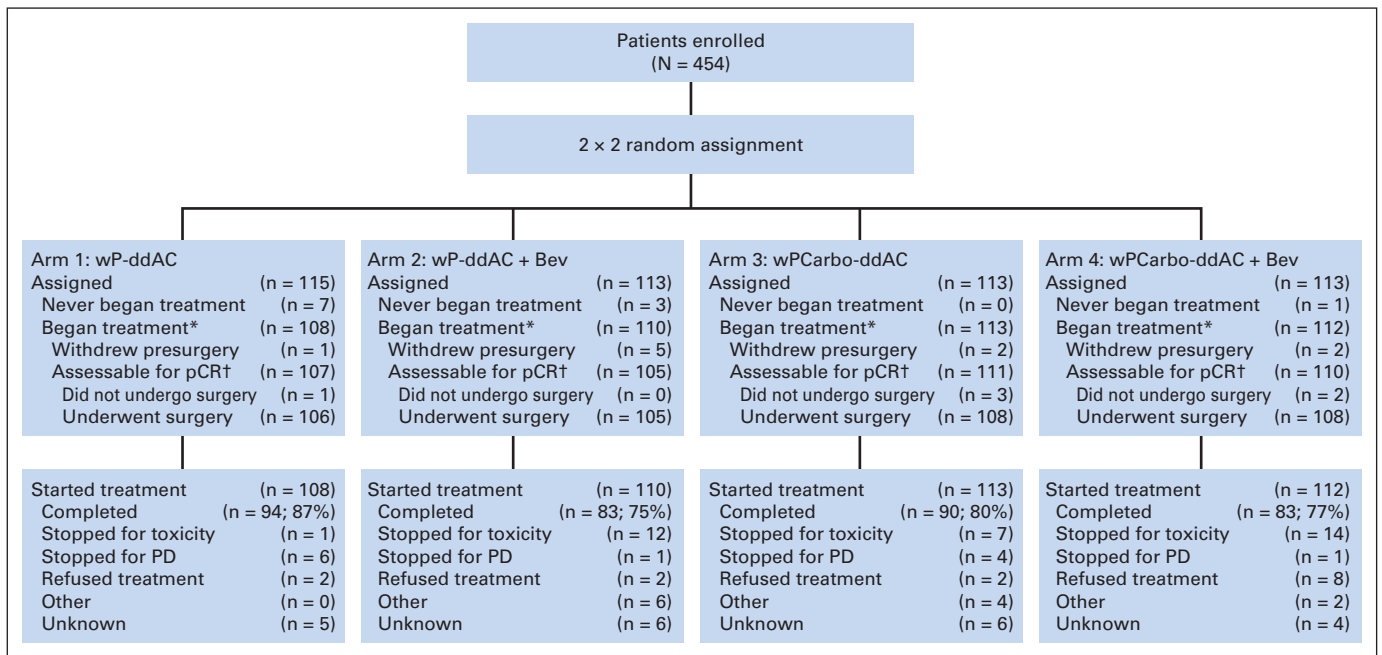 Patients enrolled
(N = 454)
2 × 2 random assignment
Arm 1: wP-ddAC
Assigned (n = 115)
Never began treatment (n = 7)
Began treatment* (n = 108)
Withdrew presurgery (n = 1)
Assessable for pCR† (n = 107)
Did not undergo surgery (n = 1)
Underwent surgery (n = 106)
Arm 2: wP-ddAC + Bev
Assigned (n = 113)
Never began treatment (n = 3)
Began treatment* (n = 110)
Withdrew presurgery (n = 5)
Assessable for pCR† (n = 105)
Did not undergo surgery (n = 0)
Underwent surgery (n = 105)
Arm 3: wPCarbo-ddAC
Assigned (n = 113)
Never began treatment (n = 0)
Began treatment* (n = 113)
Withdrew presurgery (n = 2)
Assessable for pCR† (n = 111)
Did not undergo surgery (n = 3)
Underwent surgery (n = 108)
Arm 4: wPCarbo-ddAC + Bev
Assigned (n = 113)
Never began treatment (n = 1)
Began treatment* (n = 112)
Withdrew presurgery (n = 2)
Assessable for pCR† (n = 110)
Did not undergo surgery (n = 2)
Underwent surgery (n = 108)
Started treatment (n = 108)
Completed (n = 94; 87%)
Stopped for toxicity (n = 1)
Stopped for PD (n = 6)
Refused treatment (n = 2)
Other (n = 0)
Unknown (n = 5)
Started treatment (n = 110)
Completed (n = 83; 75%)
Stopped for toxicity (n = 12)
Stopped for PD (n = 1)
Refused treatment (n = 2)
Other (n = 6)
Unknown (n = 6)
Started treatment (n = 113)
Completed (n = 90; 80%)
Stopped for toxicity (n = 7)
Stopped for PD (n = 4)
Refused treatment (n = 2)
Other (n = 4)
Unknown (n = 6)
Started treatment (n = 112)
Completed (n = 83; 77%)
Stopped for toxicity (n = 14)
Stopped for PD (n = 1)
Refused treatment (n = 8)
Other (n = 2)
Unknown (n = 4)